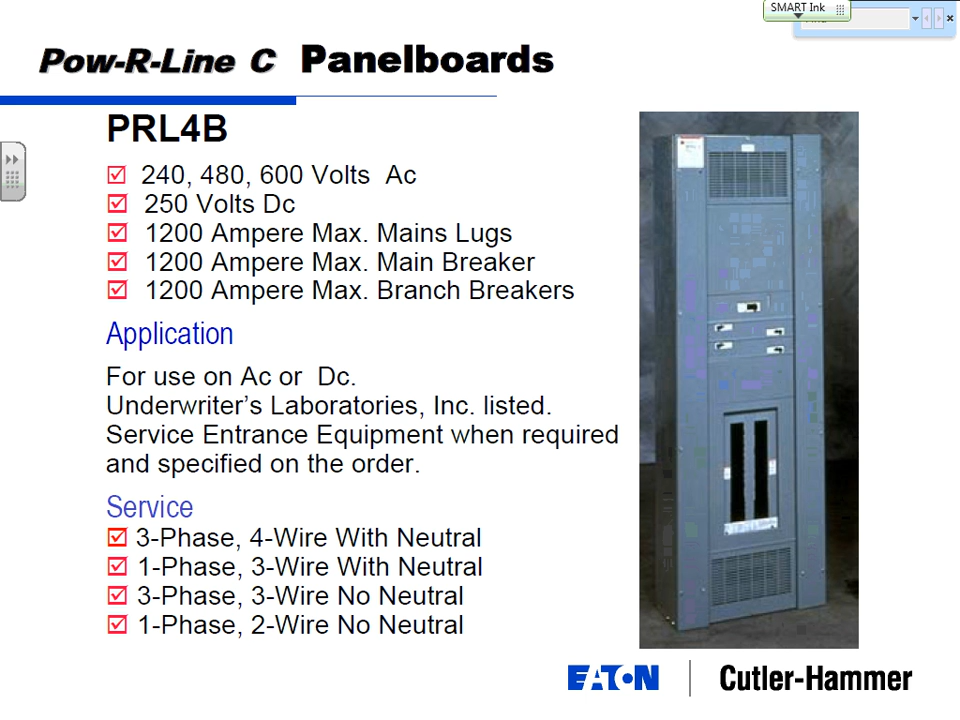 SMART Ink
Pow-R-Line C Panelboards
PRL4B
240, 480, 600 Volts Ac
250 Volts Dc
1200 Ampere Max. Mains Lugs
1200 Ampere Max. Main Breaker
1200 Ampere Max. Branch Breakers
Application
For use on Ac or Dc.
Underwriter's Laboratories, Inc. listed.
Service Entrance Equipment when required
and specified on the order.
Service
3-Phase, 4-Wire With Neutral
1-Phase, 3-Wire With Neutral
3-Phase, 3-Wire No Neutral
1-Phase, 2-Wire No Neutral
EATON Cutler-Hammer